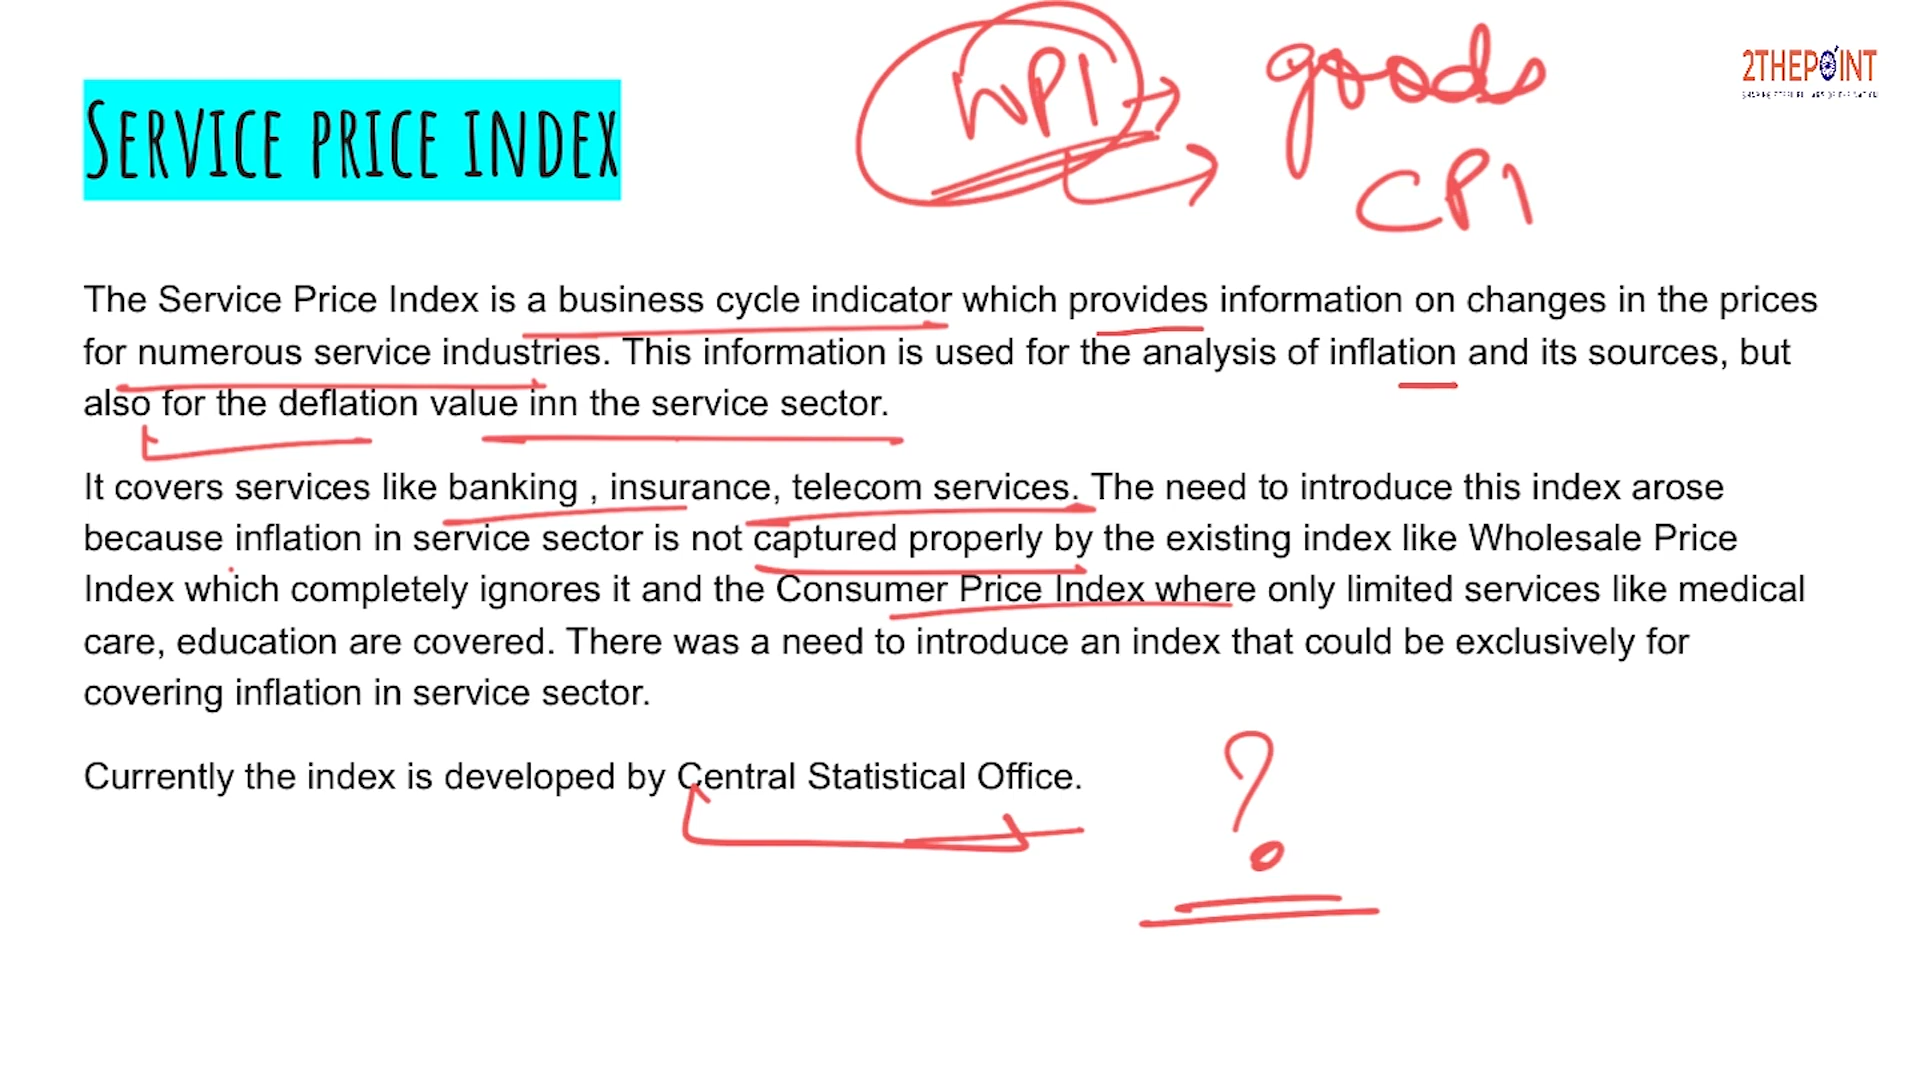 WPI
goods
CPI
2THEPOINT
SERVICE PRICE INDEX
The Service Price Index is a business cycle indicator which provides information on changes in the prices
for numerous service industries. This information is used for the analysis of inflation and its sources, but
also for the deflation value inn the service sector.
It covers services like banking , insurance, telecom services. The need to introduce this index arose
because inflation in service sector is not captured properly by the existing index like Wholesale Price
Index which completely ignores it and the Consumer Price Index where only limited services like medical
care, education are covered. There was a need to introduce an index that could be exclusively for
covering inflation in service sector.
Currently the index is developed by Central Statistical Office.
?